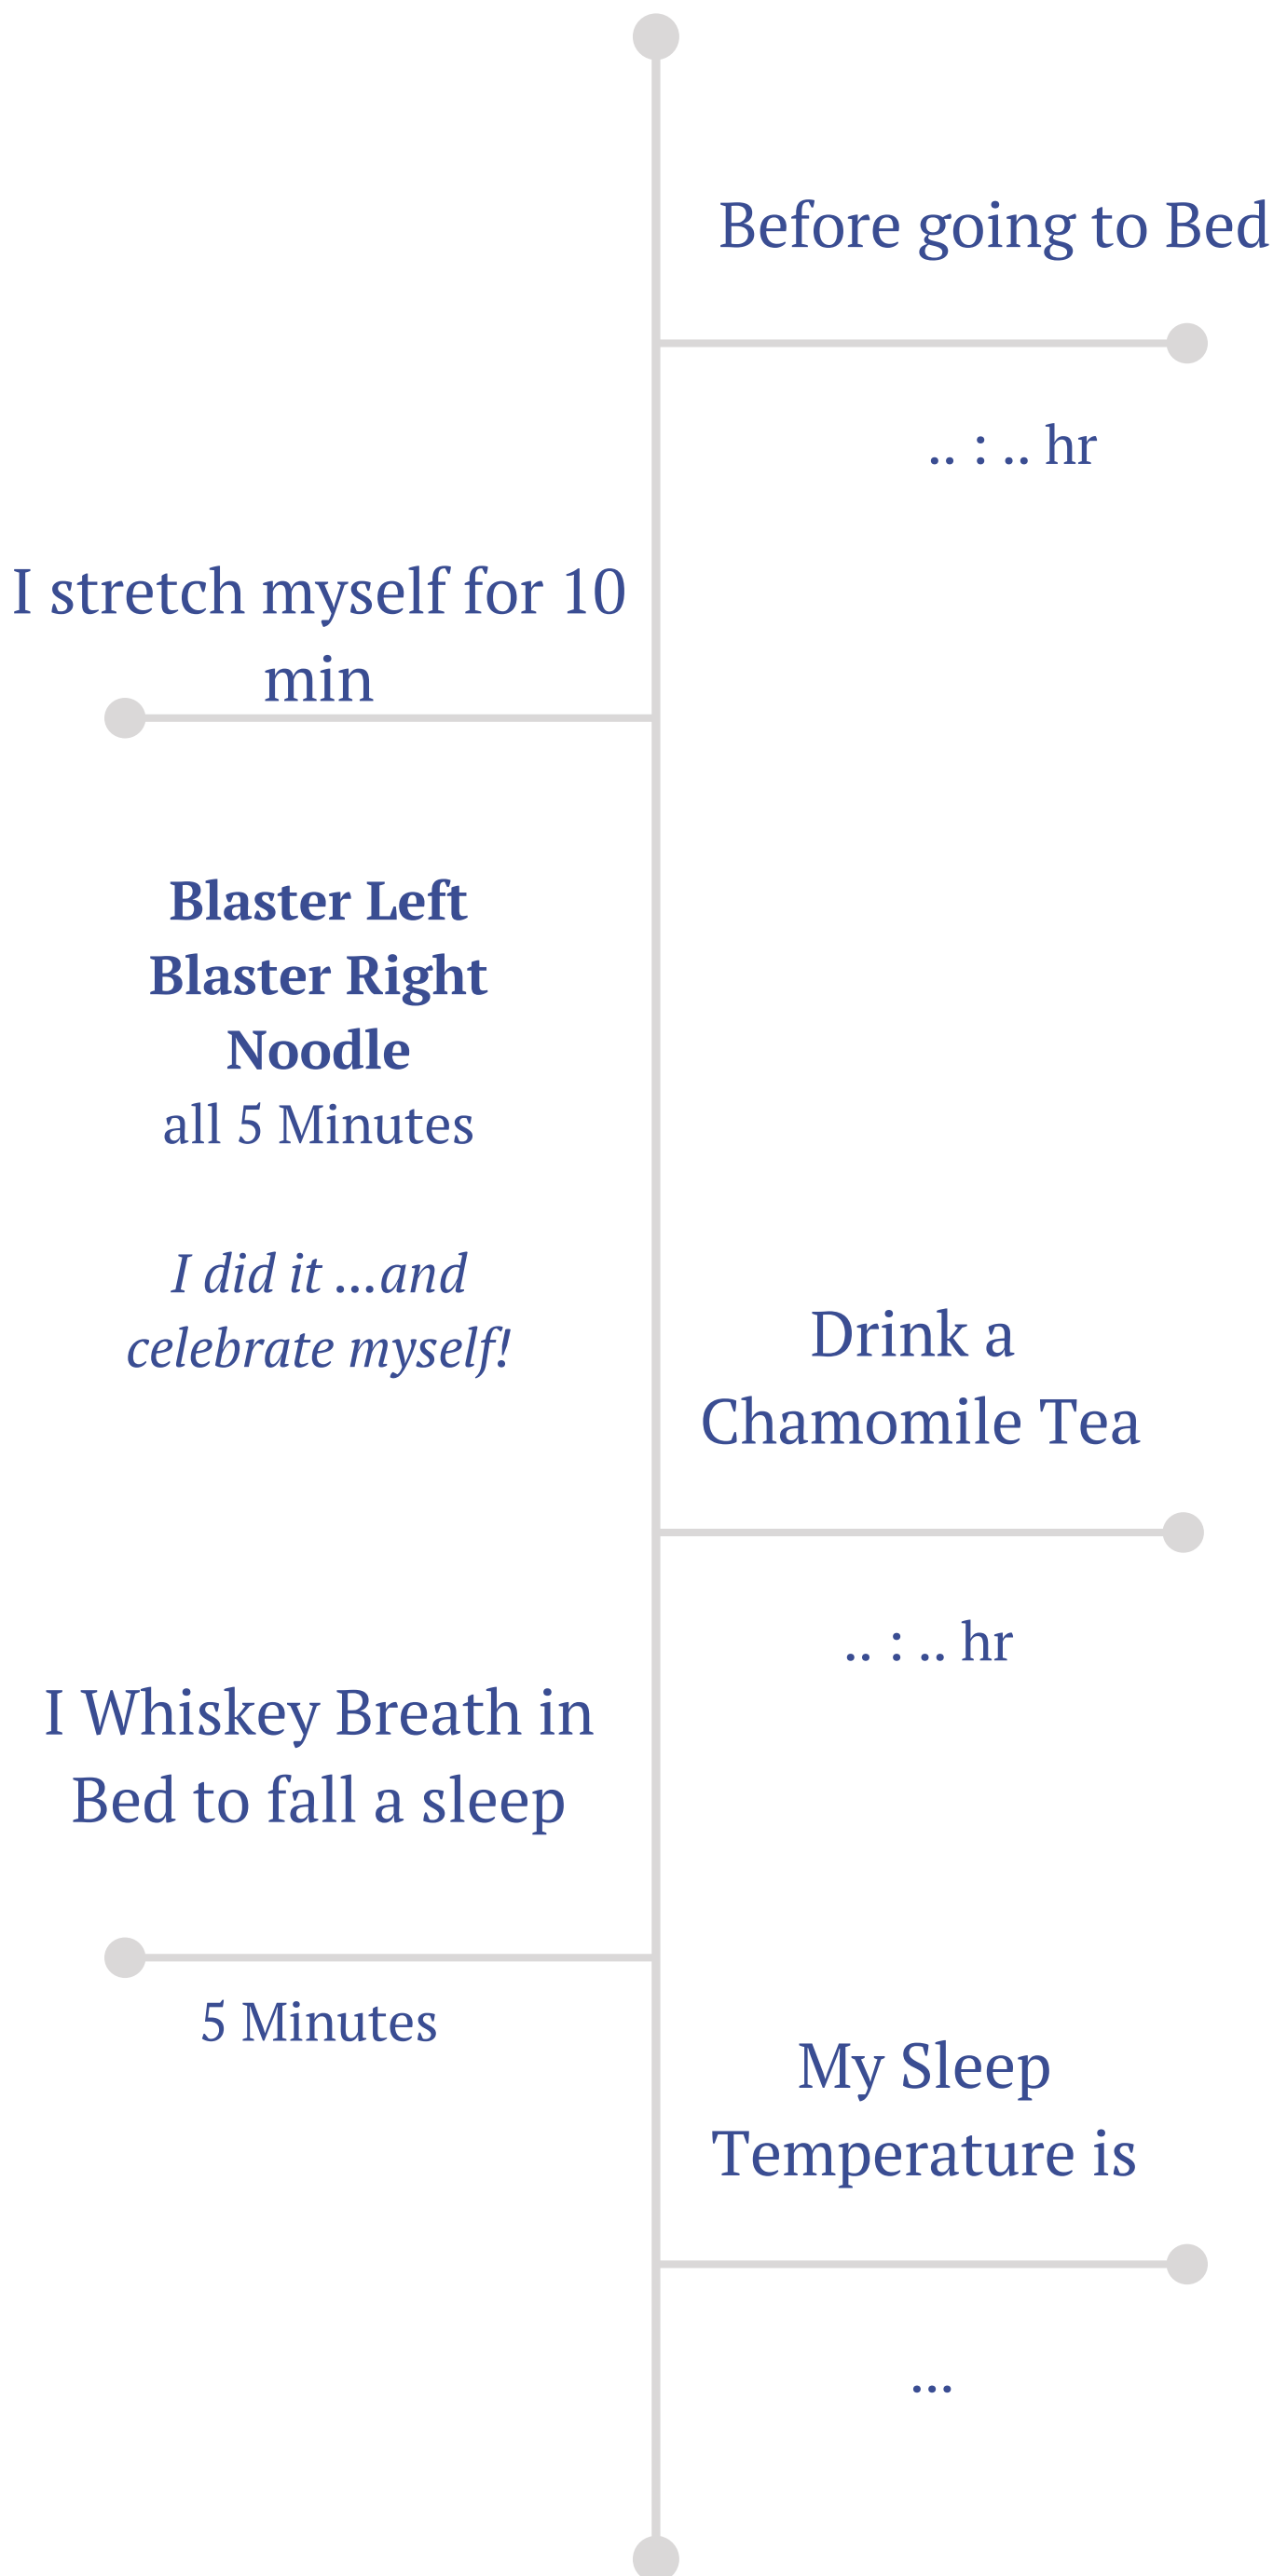 Before going to Bed
.. : .. hr
I stretch myself for 10
min
Blaster Left
Blaster Right
Noodle
all 5 Minutes
I did it ...and
celebrate myself!
Drink a
Chamomile Tea
.. : .. hr
I Whiskey Breath in
Bed to fall a sleep
5 Minutes
My Sleep
Temperature is
...